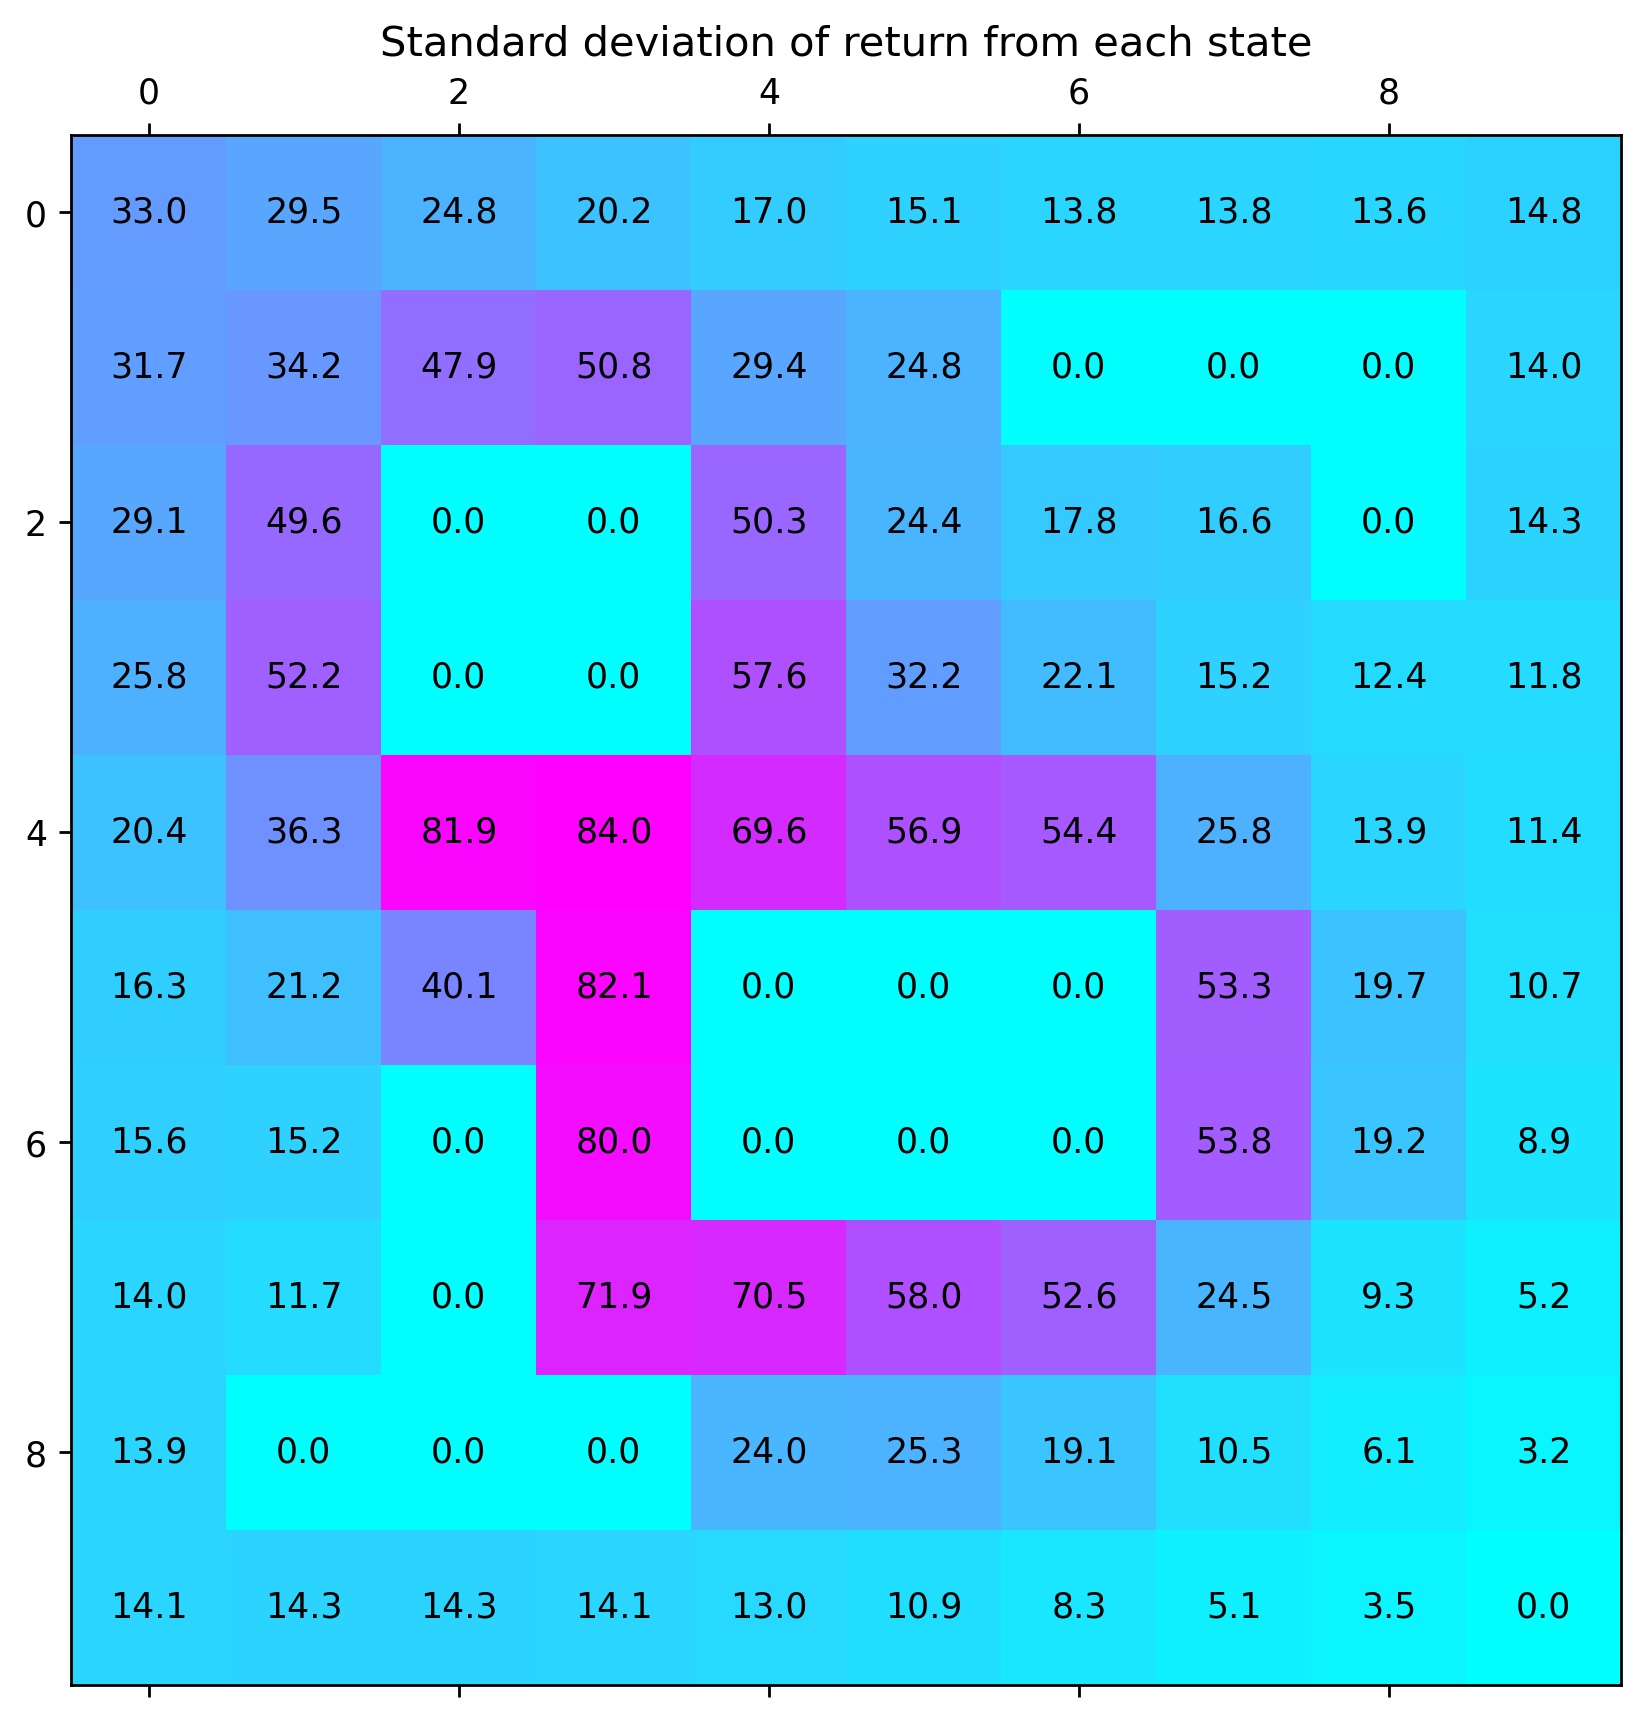 Standard deviation of return from each state
0 2 4 6 8
0 33.0 29.5 24.8 20.2 17.0 15.1 13.8 13.8 13.6 14.8
31.7 34.2 47.9 50.8 29.4 24.8 0.0 0.0 0.0 14.0
2 29.1 49.6 0.0 0.0 50.3 24.4 17.8 16.6 0.0 14.3
25.8 52.2 0.0 0.0 57.6 32.2 22.1 15.2 12.4 11.8
4 20.4 36.3 81.9 84.0 69.6 56.9 54.4 25.8 13.9 11.4
16.3 21.2 40.1 82.1 0.0 0.0 0.0 53.3 19.7 10.7
6 15.6 15.2 0.0 80.0 0.0 0.0 0.0 53.8 19.2 8.9
14.0 11.7 0.0 71.9 70.5 58.0 52.6 24.5 9.3 5.2
8 13.9 0.0 0.0 0.0 24.0 25.3 19.1 10.5 6.1 3.2
14.1 14.3 14.3 14.1 13.0 10.9 8.3 5.1 3.5 0.0